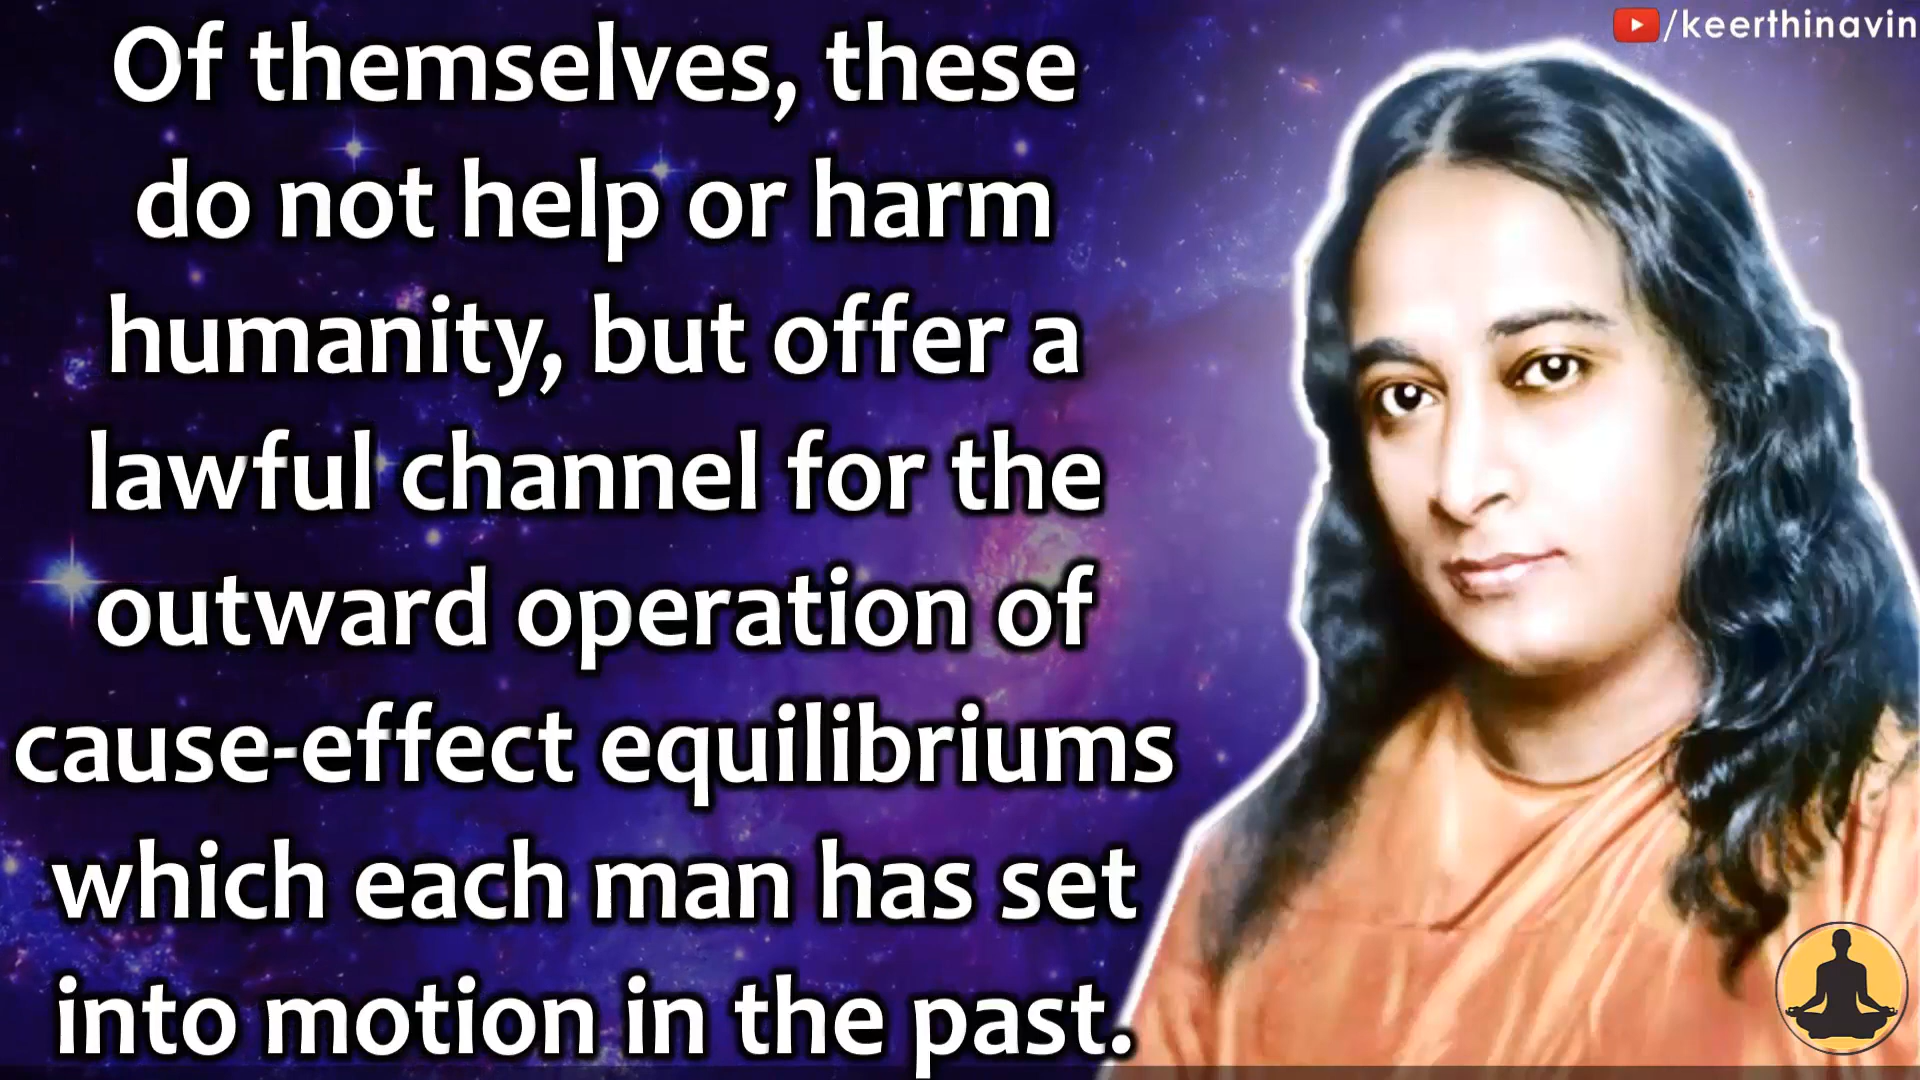 /keerthinavin
Of themselves, these
do not help or harm
humanity, but offer a
lawful channel for the
outward operation of
cause-effect equilibriums
which each man has set
into motion in the past.